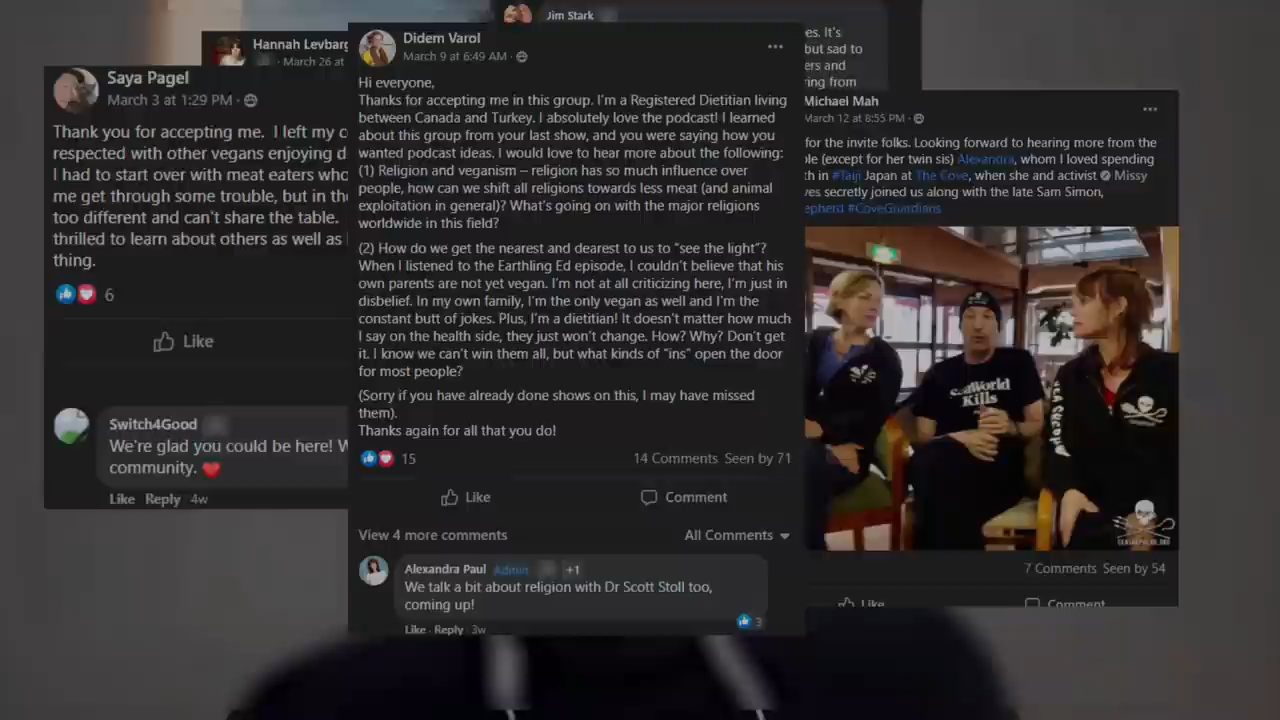 Jim Stark
Hannah Levbarg
· March 26 at
Saya Pagel
March 3 at 1:29 PM ·
Thank you for accepting me. I left my c
respected with other vegans enjoying d
I had to start over with meat eaters who
me get through some trouble, but in the
too different and can't share the table.
thrilled to learn about others as well as
thing.
6
Like
Switch4Good
We're glad you could be here! W
community.
Like Reply 4w
Didem Varol
March 9 at 6:49 AM ·
Hi everyone,
Thanks for accepting me in this group. I'm a Registered Dietitian living
between Canada and Turkey. I absolutely love the podcast! I learned
about this group from your last show, and you were saying how you
wanted podcast ideas. I would love to hear more about the following:
(1) Religion and veganism – religion has so much influence over
people, how can we shift all religions towards less meat (and animal
exploitation in general)? What's going on with the major religions
worldwide in this field?
(2) How do we get the nearest and dearest to us to "see the light"?
When I listened to the Earthling Ed episode, I couldn't believe that his
own parents are not yet vegan. I'm not at all criticizing here, I'm just in
disbelief. In my own family, I'm the only vegan as well and I'm the
constant butt of jokes. Plus, I'm a dietitian! It doesn't matter how much
I say on the health side, they just won't change. How? Why? Don't get
it. I know we can't win them all, but what kinds of "ins" open the door
for most people?
(Sorry if you have already done shows on this, I may have missed
them).
Thanks again for all that you do!
15
14 Comments Seen by 71
Like
Comment
View 4 more comments
All Comments
Alexandra Paul Admin +1
We talk a bit about religion with Dr Scott Stoll too,
coming up!
3
Like · Reply · 3w
es. It's
but sad to
ers and
ring from
Michael Mah
March 12 at 8:55 PM ·
for the invite folks. Looking forward to hearing more from the
le (except for her twin sis) Alexandra, whom I loved spending
h in #Taiji Japan at The Cove, when she and activist Missy
es secretly joined us along with the late Sam Simon,
epherd #CoveGuardians
World
Kills
7 Comments Seen by 54
Like
Comment